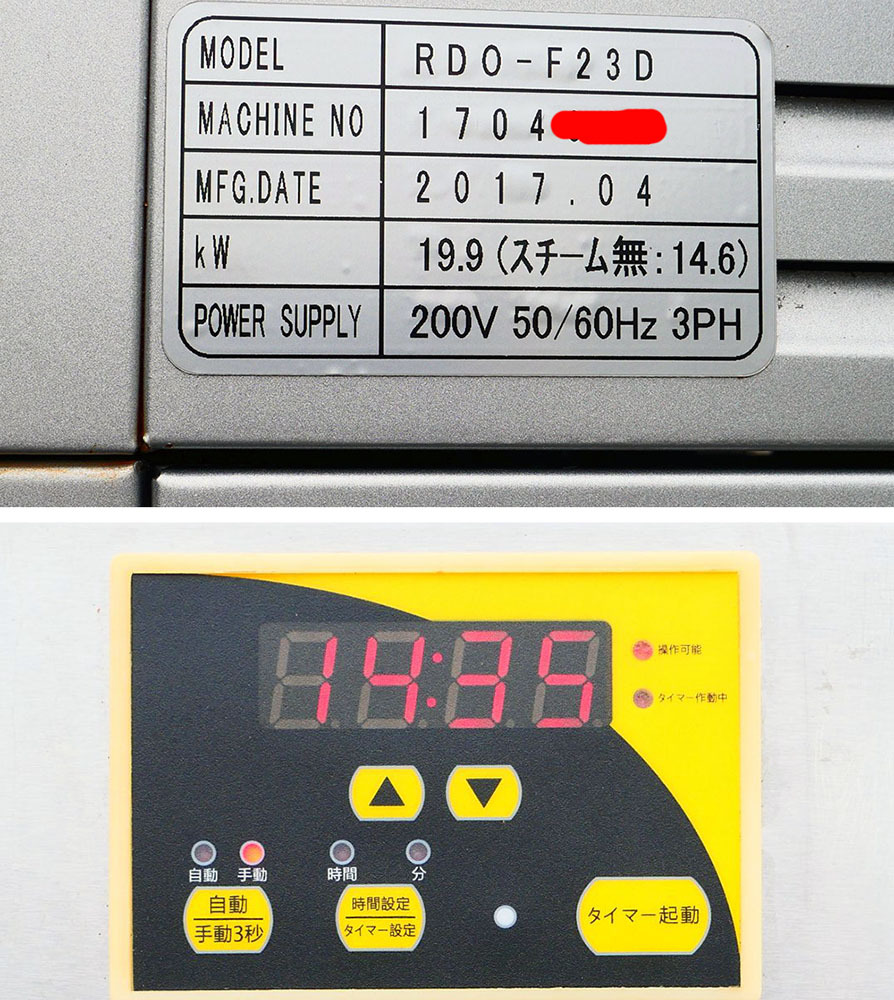 MODEL RDO-F23D
MACHINE NO 1704
MFG.DATE 2017.04
kW 19.9 (スチーム無:14.6)
POWER SUPPLY 200V 50/60Hz 3PH
14:35
操作可能
タイマー作動中
▲ ▼
自動 手動 時間 分
自動
手動3秒
時間設定
タイマー設定
タイマー起動